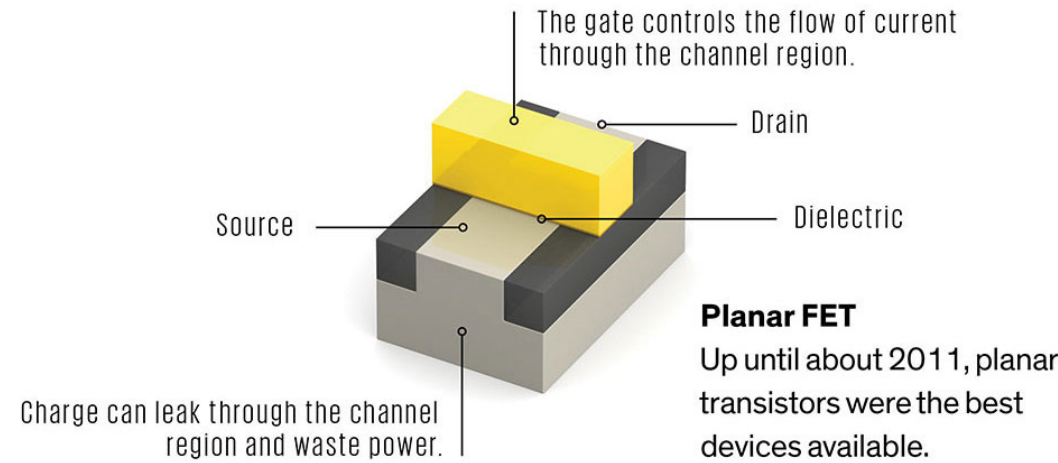 The gate controls the flow of current
through the channel region.
Drain
Source
Dielectric
Planar FET
Up until about 2011, planar
transistors were the best
devices available.
Charge can leak through the channel
region and waste power.